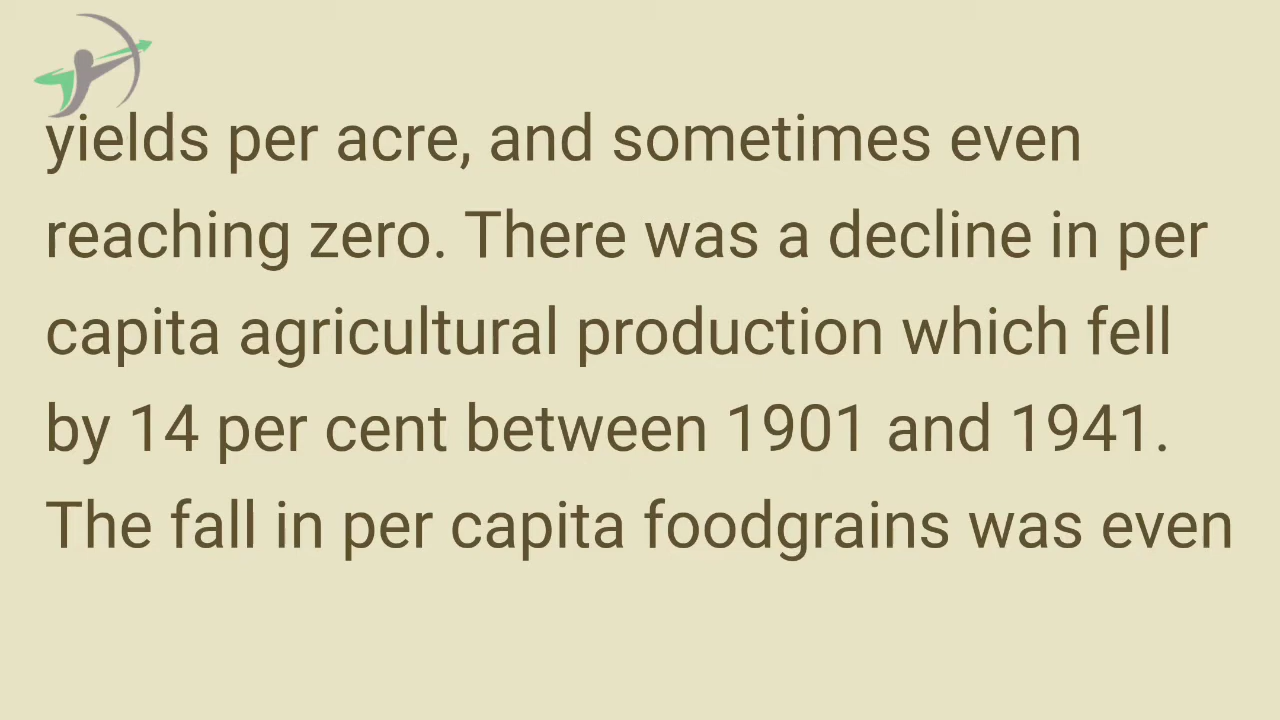 yields per acre, and sometimes even
reaching zero. There was a decline in per
capita agricultural production which fell
by 14 per cent between 1901 and 1941.
The fall in per capita foodgrains was even